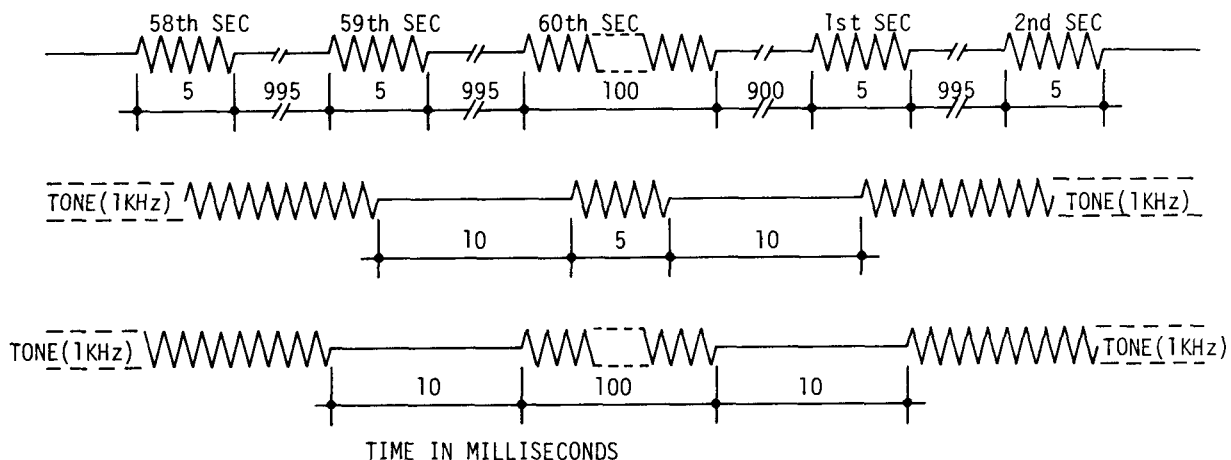 58th SEC 59th SEC 60th SEC 1st SEC 2nd SEC
5 995 5 995 100 900 5 995 5
TONE(1KHz) TONE(1KHz)
10 5 10
TONE(1KHz) TONE(1KHz)
10 100 10
TIME IN MILLISECONDS